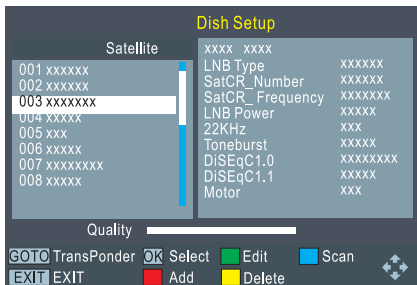 Dish Setup
Satellite
001 xxxxxx
002 xxxxxx
003 xxxxxxx
004 xxxxx
005 xxx
006 xxxxx
007 xxxxxxxx
008 xxxxx
xxxx xxxx
LNB Type xxxxxx
SatCR_Number xxxxxx
SatCR_ Frequency xxxxxxx
LNB Power xxxxx
22KHz xxx
Toneburst xxxxx
DiSEqC1.0 xxxxxxxx
DiSEqC1.1 xxxxx
Motor xxx
Quality
GOTO TransPonder OK Select Edit Scan
EXIT EXIT Add Delete